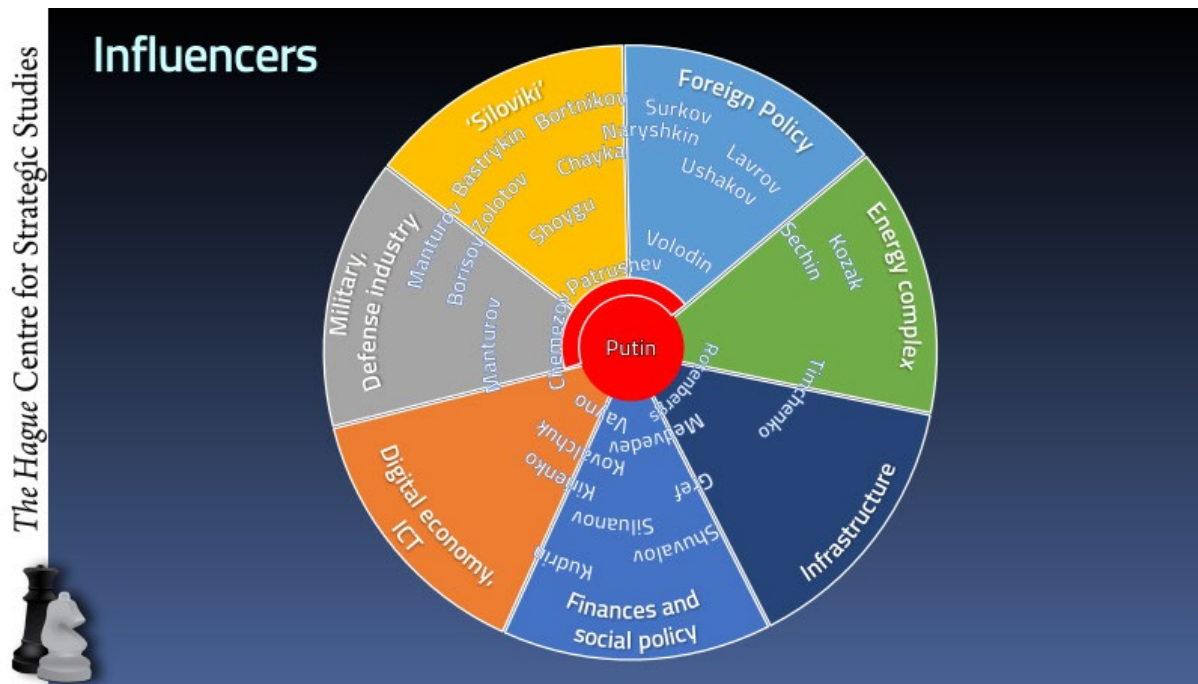 The Hague Centre for Strategic Studies
Influencers
'Siloviki'
Bortnikov
Bastrykin
Chayka
Zolotov
Shoygu
Patrushev
Foreign Policy
Surkov
Naryshkin
Lavrov
Ushakov
Volodin
Energy complex
Sechin
Kozak
Timchenko
Rotenbergs
Infrastructure
Finances and
social policy
Medvedev
Gref
Siluanov
Shuvalov
Kudrin
Digital economy,
ICT
Vayno
Kovalchuk
Kirienko
Military,
Defense industry
Manturov
Borisov
Manturov
Chemezov
Putin